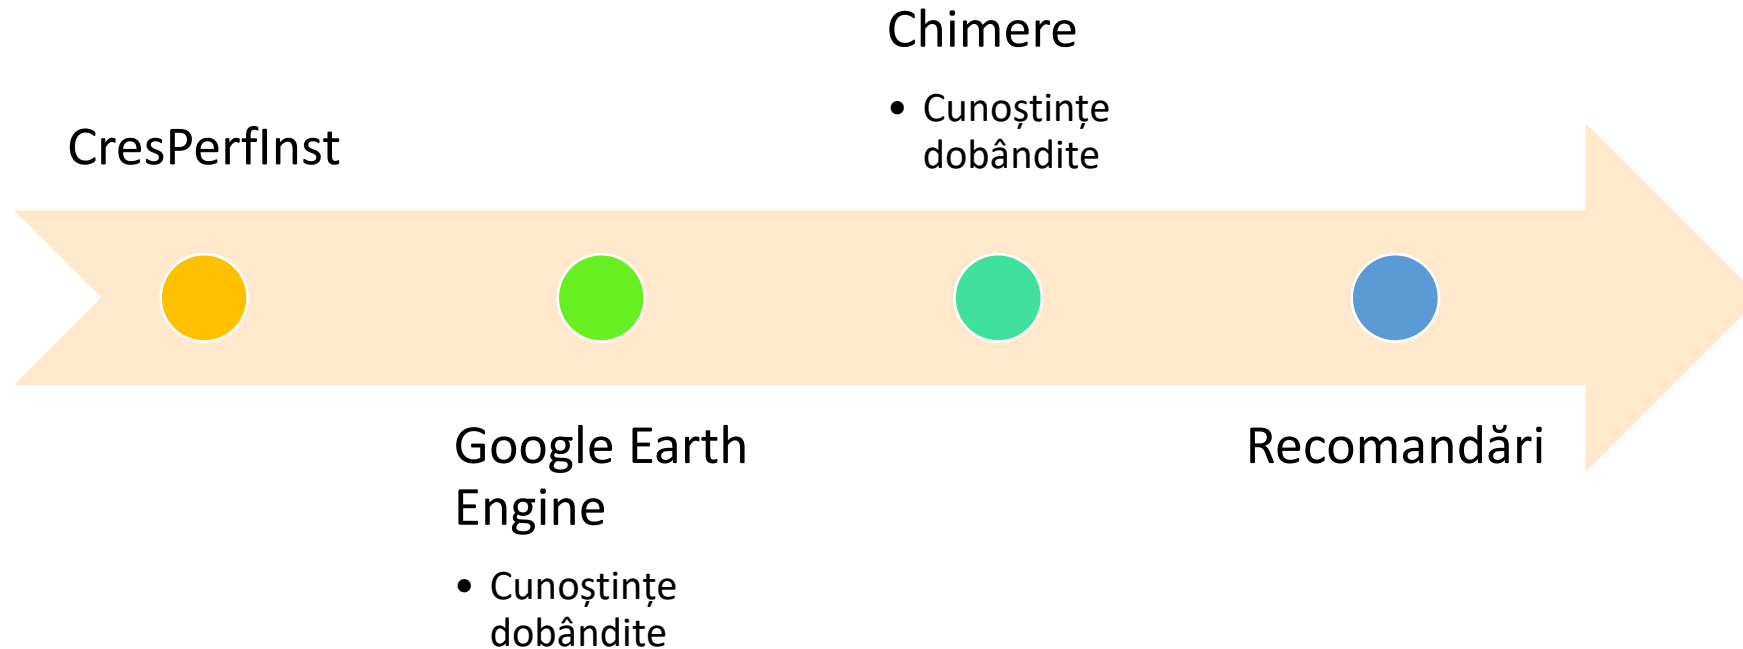 CresPerfInst
Google Earth
Engine
• Cunoștințe
dobândite
Chimere
• Cunoștințe
dobândite
Recomandări